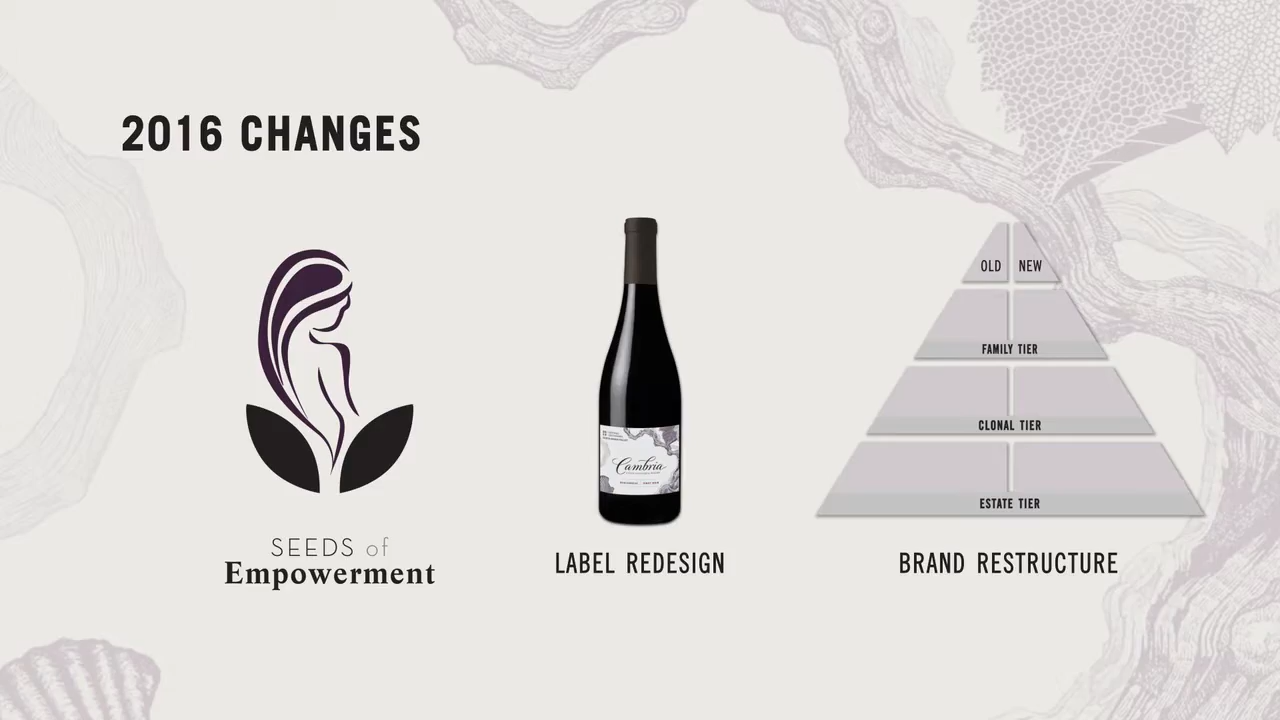 2016 CHANGES
SEEDS of
Empowerment
Cambria
LABEL REDESIGN
OLD NEW
FAMILY TIER
CLONAL TIER
ESTATE TIER
BRAND RESTRUCTURE